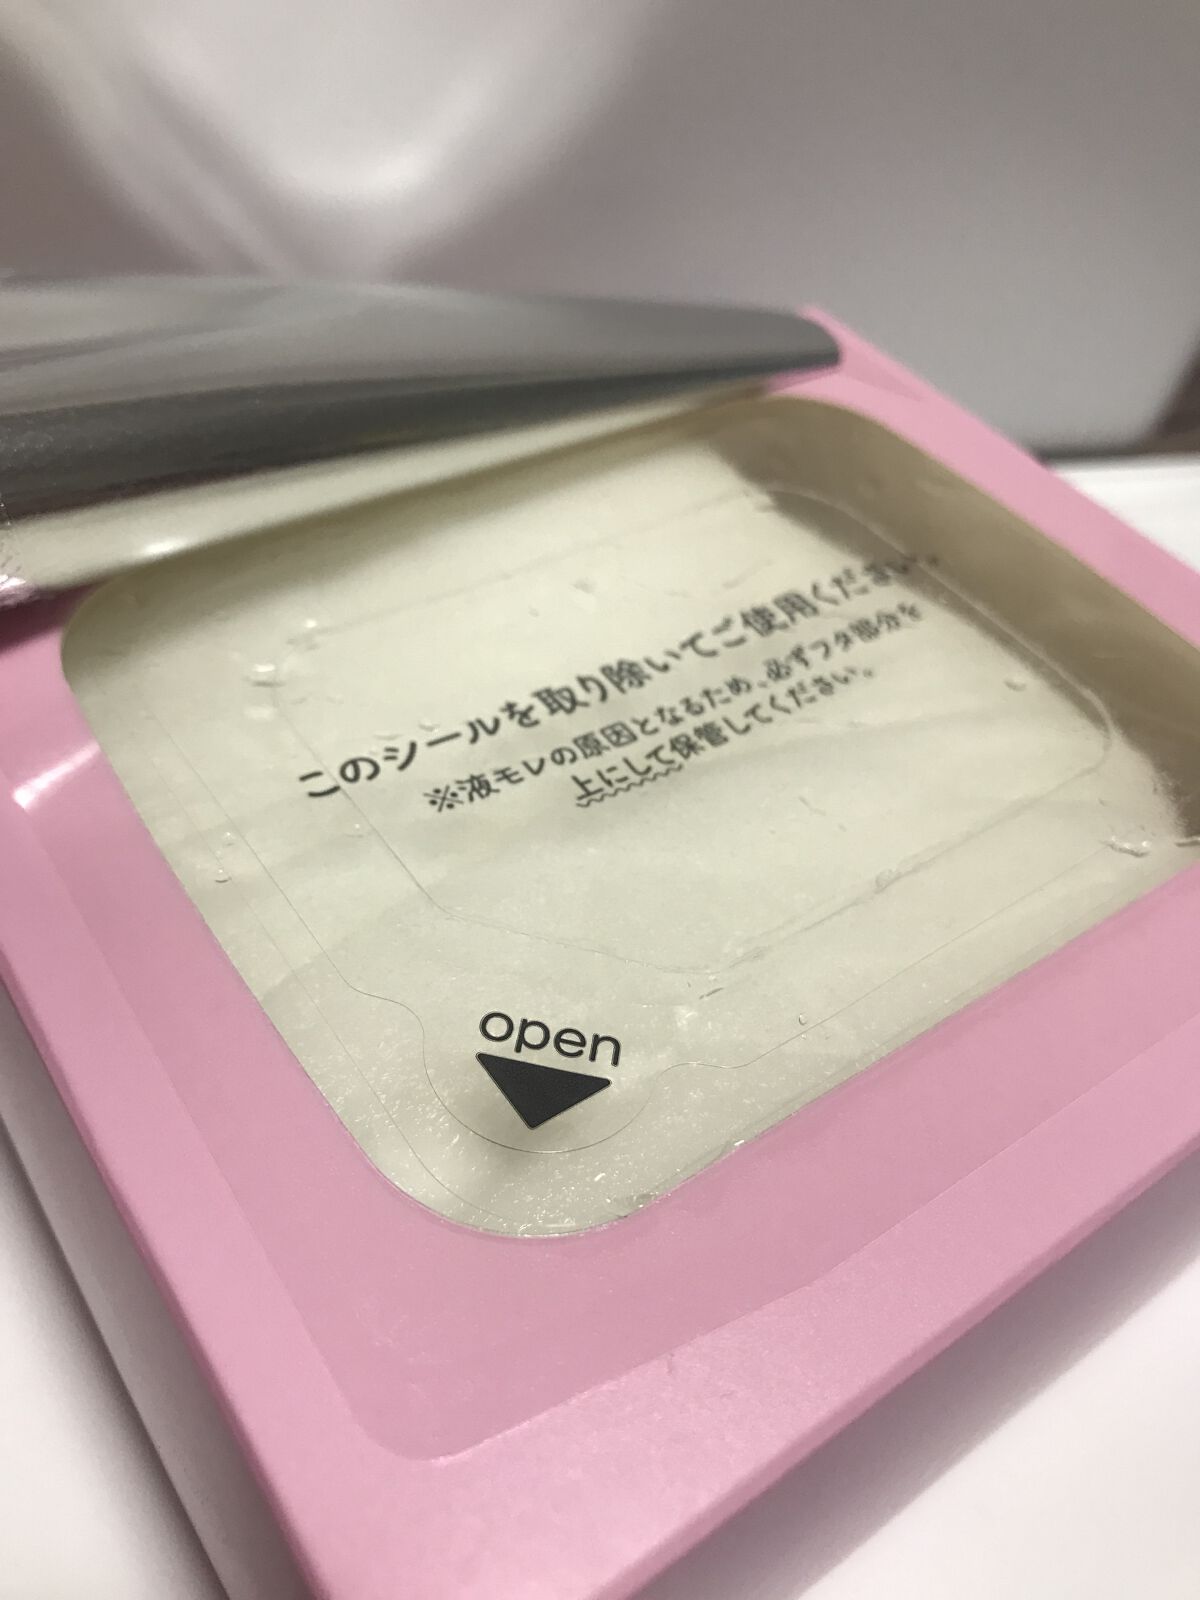 このシールを取り除いてご使用ください。
※液モレの原因となるため、必ずフタ部分を
上にして保管してください。
open